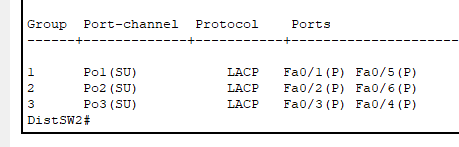 Group  Port-channel  Protocol    Ports
------+-------------+-----------+----------------------
1      Po1(SU)           LACP   Fa0/1(P) Fa0/5(P)
2      Po2(SU)           LACP   Fa0/2(P) Fa0/6(P)
3      Po3(SU)           LACP   Fa0/3(P) Fa0/4(P)
DistSW2#